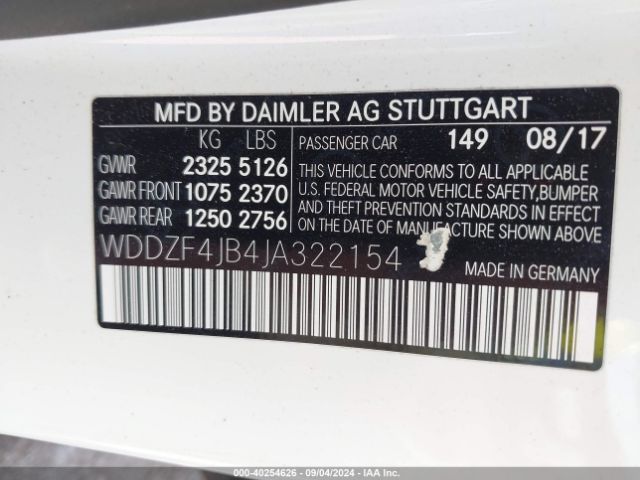 MFD BY DAIMLER AG STUTTGART
KG LBS PASSENGER CAR 149 08/17
GVWR 2325 5126
GAWR FRONT 1075 2370
GAWR REAR 1250 2756
THIS VEHICLE CONFORMS TO ALL APPLICABLE
U.S. FEDERAL MOTOR VEHICLE SAFETY,BUMPER
AND THEFT PREVENTION STANDARDS IN EFFECT
ON THE DATE OF MANUFACTURE SHOWN ABOVE.
WDDZF4JB4JA322154
MADE IN GERMANY
000-40254626 - 09/04/2024 - IAA